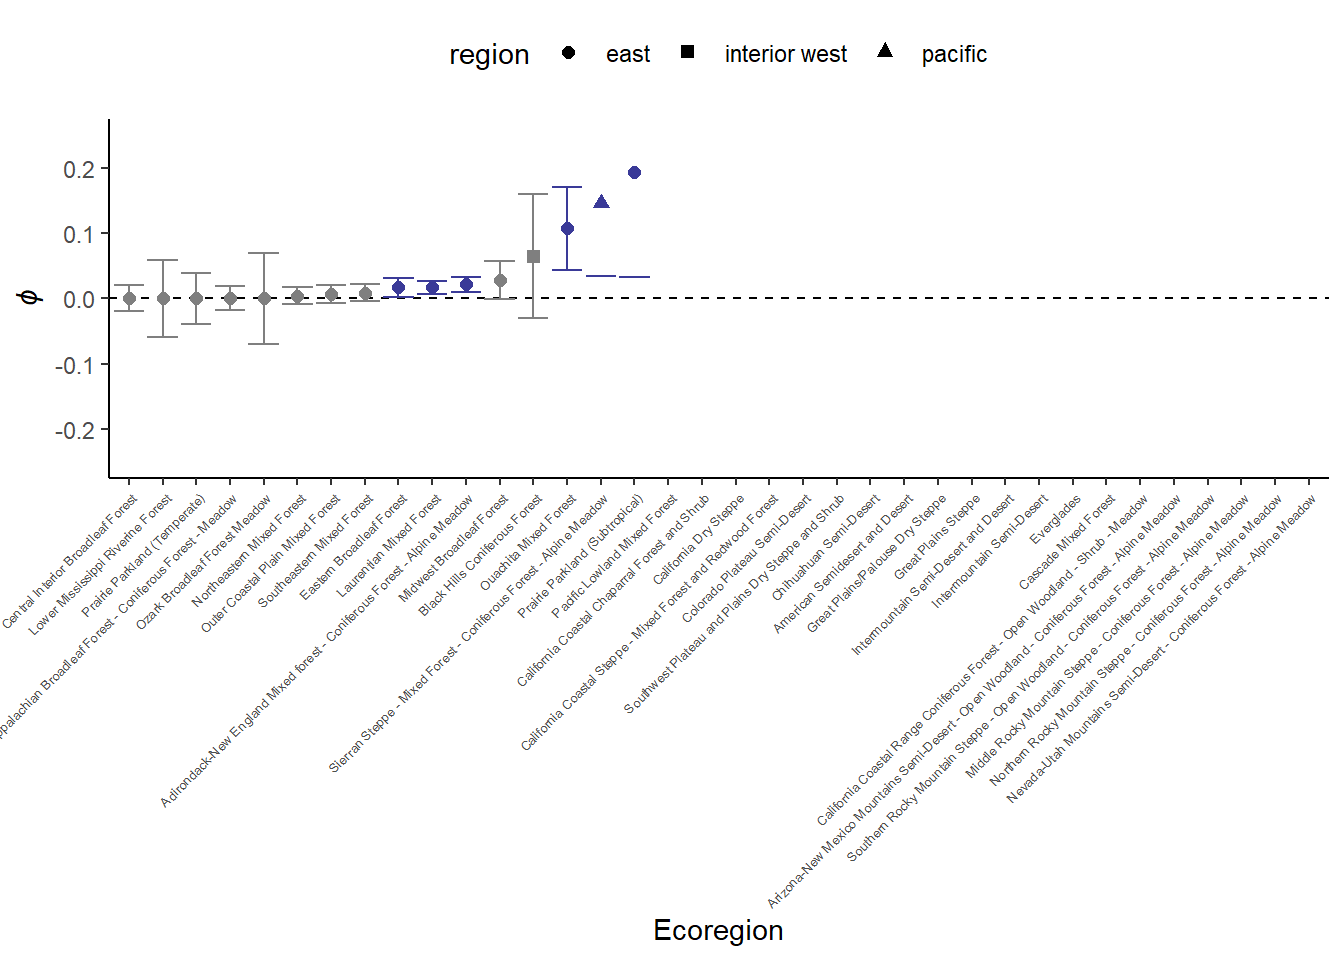 region east interior west pacific
ϕ
0.2
0.1
0.0
-0.1
-0.2
Central Interior Broadleaf Forest
Lower Mississippi Riverine Forest
Prairie Parkland (Temperate)
Broadleaf Forest - Coniferous Forest - Meadow
Ozark Broadleaf Forest Meadow
Northeastern Mixed Forest
Outer Coastal Plain Mixed Forest
Southeastern Mixed Forest
Eastern Broadleaf Forest
Laurentian Mixed Forest
Adirondack-New England Mixed forest - Coniferous Forest - Alpine Meadow
Midwest Broadleaf Forest
Black Hills Coniferous Forest
Ouachita Mixed Forest
Sierran Steppe - Mixed Forest - Coniferous Forest - Alpine Meadow
Prairie Parkland (Subtropical)
Pacific Lowland Mixed Forest
California Coastal Chaparral Forest and Shrub
California Dry Steppe
California Coastal Steppe - Mixed Forest and Redwood Forest
Colorado Plateau Semi-Desert
Southwest Plateau and Plains Dry Steppe and Shrub
Chihuahuan Semi-Desert
American Semidesert and Desert
Great Plains/Palouse Dry Steppe
Great Plains Steppe
Intermountain Semi-Desert and Desert
Intermountain Semi-Desert
Everglades
Cascade Mixed Forest
California Coastal Range Coniferous Forest - Open Woodland - Shrub - Meadow
Arizona-New Mexico Mountains Semi-Desert - Open Woodland - Coniferous Forest - Alpine Meadow
Southern Rocky Mountain Steppe - Open Woodland - Coniferous Forest - Alpine Meadow
Middle Rocky Mountain Steppe - Coniferous Forest - Alpine Meadow
Northern Rocky Mountain Steppe - Coniferous Forest - Alpine Meadow
Nevada-Utah Mountains Semi-Desert - Coniferous Forest - Alpine Meadow
Ecoregion